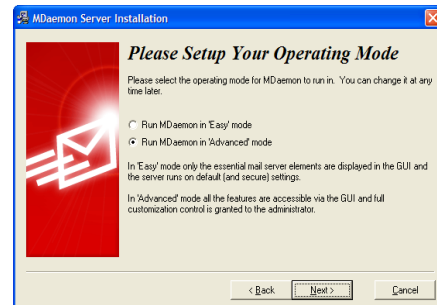 MDaemon Server Installation
Please Setup Your Operating Mode
Please select the operating mode for MDaemon to run in. You can change it at any
time later.
Run MDaemon in 'Easy' mode
Run MDaemon in 'Advanced' mode
In 'Easy' mode only the essential mail server elements are displayed in the GUI and
the server runs on default (and secure) settings.
In 'Advanced' mode all the features are accessible via the GUI and full
customization control is granted to the administrator.
< Back Next > Cancel